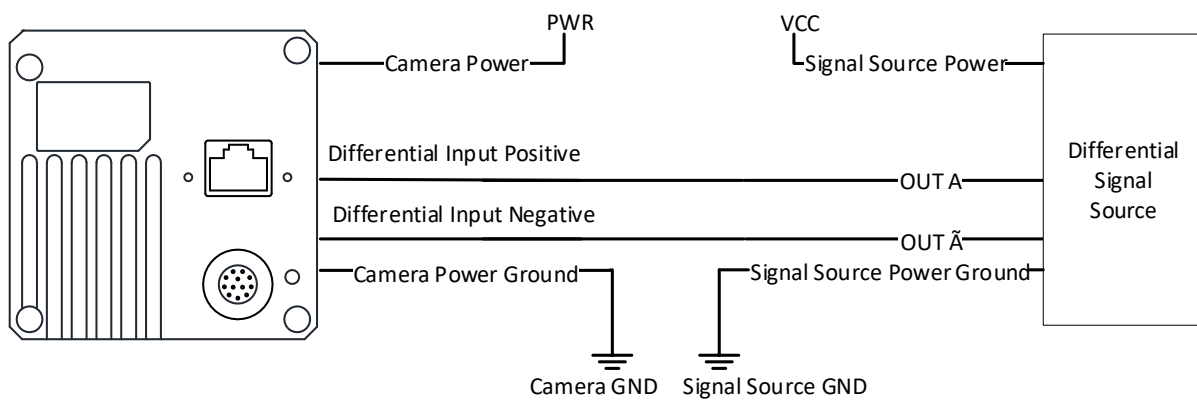 PWR
VCC
Camera Power
Signal Source Power
Differential Input Positive
Differential
Signal
Source
OUT A
Differential Input Negative
OUT Ã
Camera Power Ground
Signal Source Power Ground
Camera GND
Signal Source GND